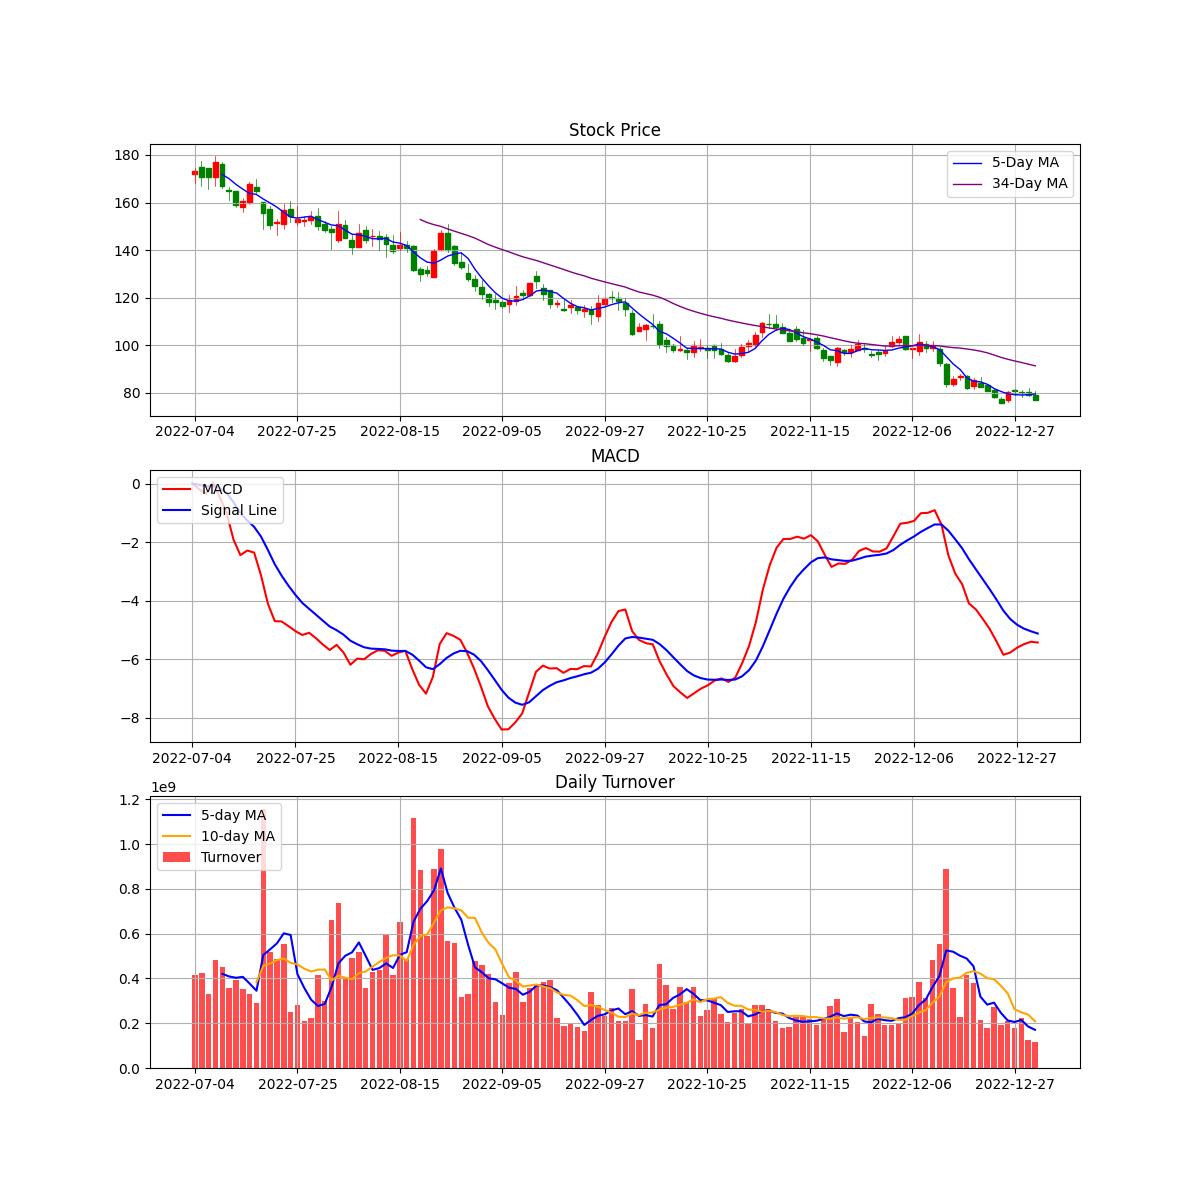 Stock Price
180
160
140
120
100
80
5-Day MA
34-Day MA
2022-07-04 2022-07-25 2022-08-15 2022-09-05 2022-09-27 2022-10-25 2022-11-15 2022-12-06 2022-12-27
MACD
0
−2
−4
−6
−8
MACD
Signal Line
2022-07-04 2022-07-25 2022-08-15 2022-09-05 2022-09-27 2022-10-25 2022-11-15 2022-12-06 2022-12-27
Daily Turnover
1e9
1.2
1.0
0.8
0.6
0.4
0.2
0.0
5-day MA
10-day MA
Turnover
2022-07-04 2022-07-25 2022-08-15 2022-09-05 2022-09-27 2022-10-25 2022-11-15 2022-12-06 2022-12-27